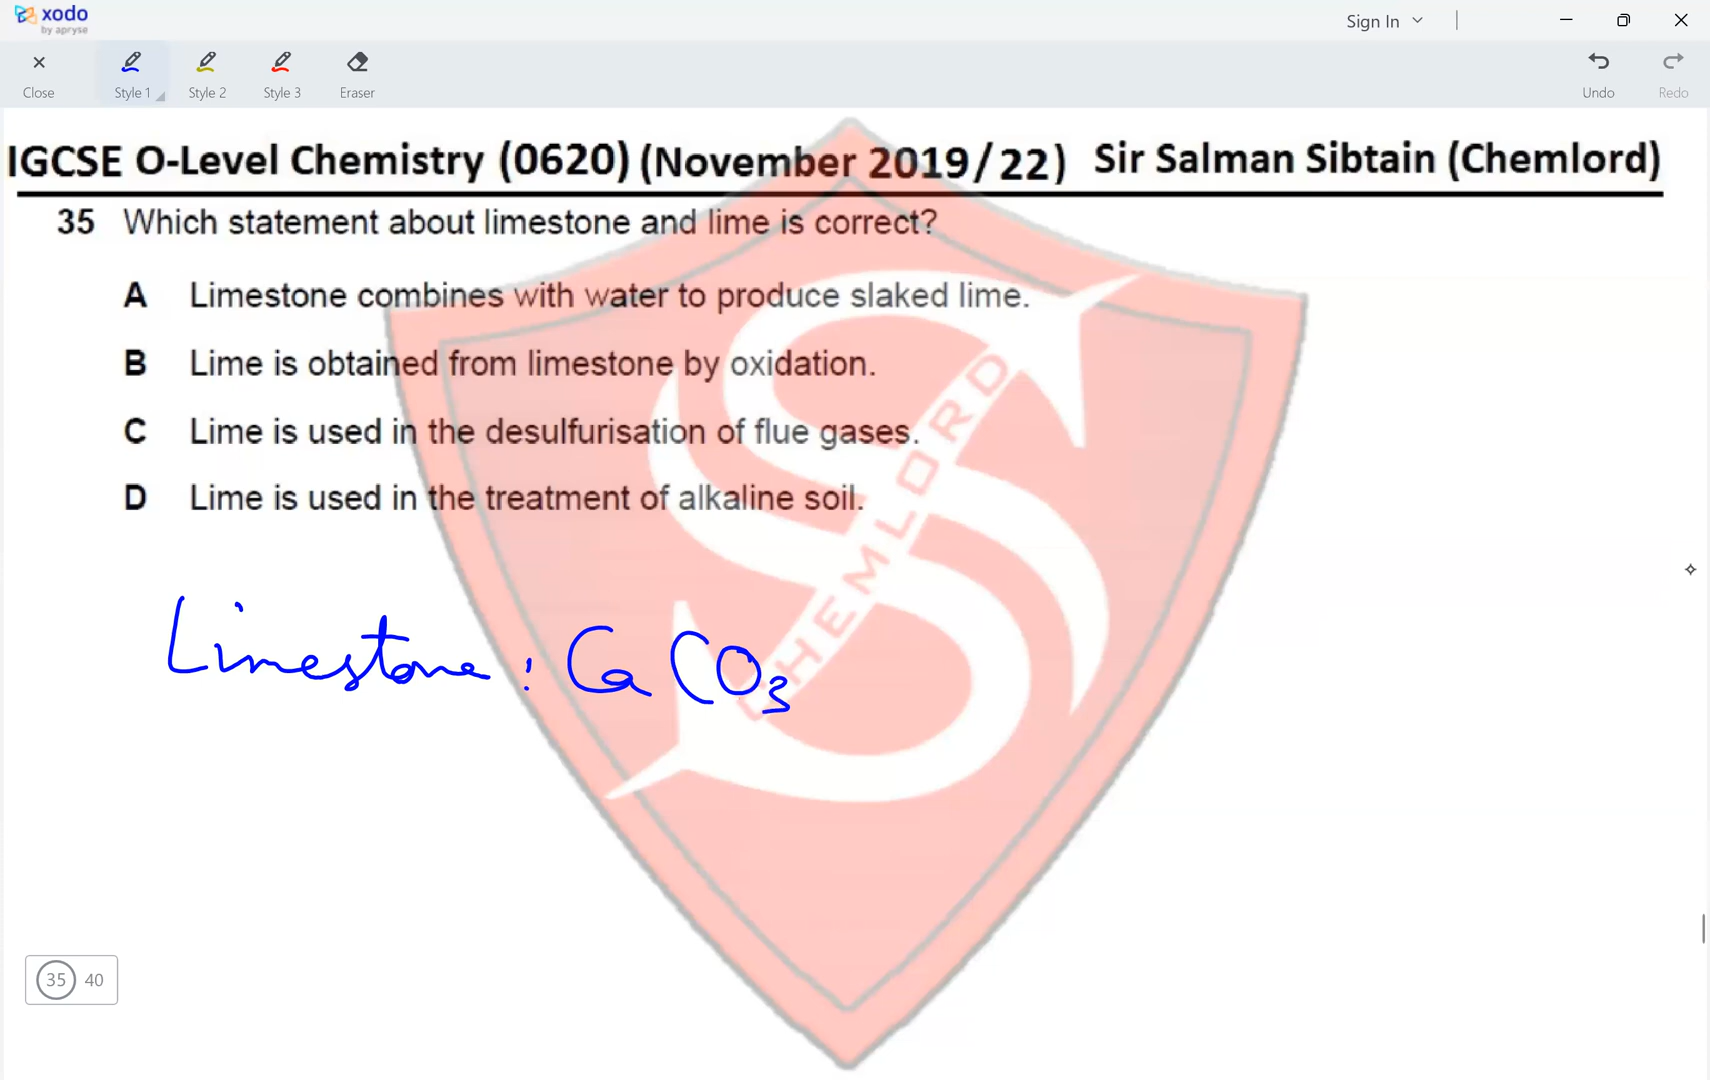 xodo
by apryse
Sign In
Close
Style 1
Style 2
Style 3
Eraser
Undo
Redo
IGCSE O-Level Chemistry (0620) (November 2019/22) Sir Salman Sibtain (Chemlord)
35 Which statement about limestone and lime is correct?
A Limestone combines with water to produce slaked lime.
B Lime is obtained from limestone by oxidation.
C Lime is used in the desulfurisation of flue gases.
D Lime is used in the treatment of alkaline soil.
CHEMLORD
Limestone : CaCO3
35 40